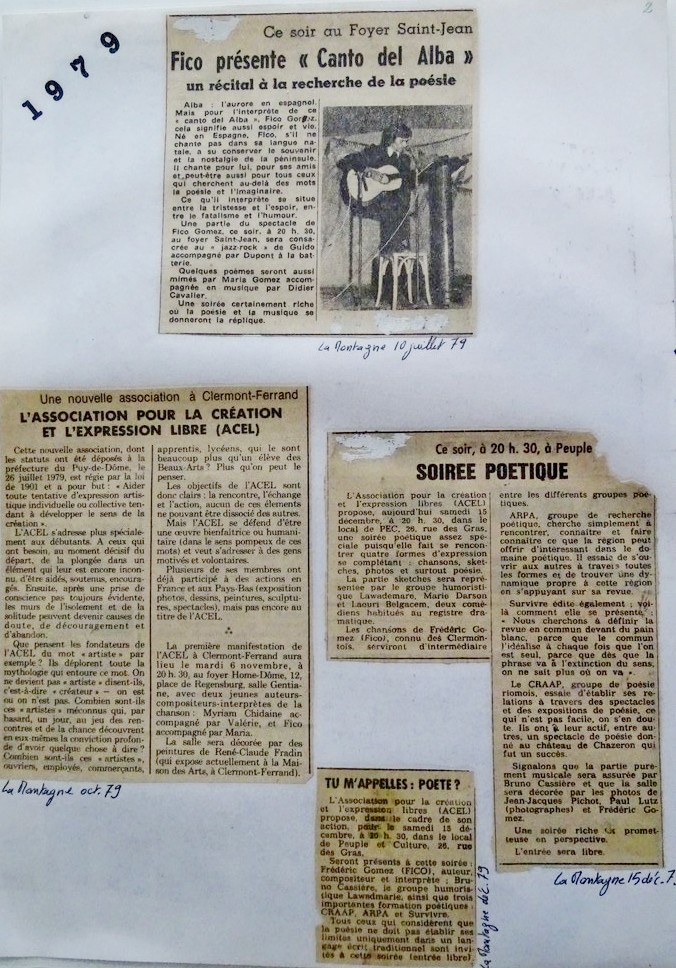 2
1979
Ce soir au Foyer Saint-Jean
Fico présente « Canto del Alba »
un récital à la recherche de la poésie
Alba : l'aurore en espagnol.
Mais pour l'interprète de ce
« canto del Alba », Fico Gomez,
cela signifie aussi espoir et vie.
Né en Espagne, Fico, s'il ne
chante pas dans sa langue na-
tale, a su conserver le souvenir
et la nostalgie de la péninsule.
Il chante pour lui, pour ses amis
et peut-être aussi pour tous ceux
qui cherchent au-delà des mots
la poésie et l'imaginaire.
Ce qu'il interprète se situe
entre la tristesse et l'espoir, en-
tre le fatalisme et l'humour.
Une partie du spectacle de
Fico Gomez, ce soir, à 20 h. 30,
au foyer Saint-Jean, sera consa-
crée au « jazz-rock » de Guido
accompagné par Dupont à la bat-
terie.
Quelques poèmes seront aussi
mimés par Maria Gomez accom-
pagnée en musique par Didier
Cavalier.
Une soirée certainement riche
où la poésie et la musique se
donneront la réplique.
La Montagne 10 juillet 79
Une nouvelle association à Clermont-Ferrand
L'ASSOCIATION POUR LA CRÉATION
ET L'EXPRESSION LIBRE (ACEL)
Cette nouvelle association, dont
les statuts ont été déposés à la
préfecture du Puy-de-Dôme, le
26 juillet 1979, est régie par la loi
de 1901 et a pour but : « Aider
toute tentative d'expression artis-
tique individuelle ou collective ten-
dant à développer le sens de la
création ».
L'ACEL s'adresse plus spéciale-
ment aux débutants. A ceux qui
ont besoin, au moment décisif du
départ, de la plongée dans un
élément qui leur est encore incon-
nu, d'être aidés, soutenus, encoura-
gés. Ensuite, après une prise de
conscience pas toujours évidente,
les murs de l'isolement et de la
solitude peuvent devenir causes de
doute, de découragement et
d'abandon.
Que pensent les fondateurs de
l'ACEL du mot « artiste » par
exemple ? Ils déplorent toute la
mythologie qui entoure ce mot. On
ne devient pas « artiste » disent-ils,
c'est-à-dire « créateur » — on est
ou on n'est pas. Combien sont-ils
ces « artistes » méconnus qui, par
hasard, un jour, au jeu des ren-
contres et de la chance découvrent
en eux-mêmes la conviction profon-
de d'avoir quelque chose à dire ?
Combien sont-ils ces « artistes »,
ouvriers, employés, commerçants,
apprentis, lycéens, qui le sont
beaucoup plus qu'un élève des
Beaux-Arts ? Plus qu'on peut le
penser.
Les objectifs de l'ACEL sont
donc clairs : la rencontre, l'échange
et l'action, aucun de ces éléments
ne pouvant être dissocié des autres.
Mais l'ACEL se défend d'être
une œuvre bienfaitrice ou humani-
taire (dans le sens pompeux de ces
mots) et veut s'adresser à des gens
motivés et volontaires.
Plusieurs de ses membres ont
déjà participé à des actions en
France et aux Pays-Bas (exposition
photos, dessins, peintures, sculptu-
res, spectacles), mais pas encore au
titre de l'ACEL.
La première manifestation de
l'ACEL à Clermont-Ferrand aura
lieu le mardi 6 novembre, à
20 h. 30, au foyer Home-Dôme, 12,
place de Regensburg, salle Gentia-
ne, avec deux jeunes auteurs-
compositeurs-interprètes de la
chanson : Myriam Chidaine ac-
compagné par Valérie, et Fico
accompagné par Maria.
La salle sera décorée par des
peintures de René-Claude Fradin
(qui expose actuellement à la Mai-
son des Arts, à Clermont-Ferrand).
La Montagne oct. 79
Ce soir, à 20 h. 30, à Peuple
SOIREE POETIQUE
L'Association pour la création
et l'expression libres (ACEL)
propose, aujourd'hui samedi 15
décembre, à 20 h. 30, dans le
local de PEC, 26, rue des Gras,
une soirée poétique assez spé-
ciale puisqu'elle fait se rencon-
trer quatre formes d'expression
se complétant : chansons, sket-
ches, photos et surtout poésie.
La partie sketches sera repré-
sentée par le groupe humoristi-
que Lawadémare, Marie Darson
et Laouri Belgacem, deux comé-
diens habitués au registre dra-
matique.
Les chansons de Frédéric Go-
mez (Fico), connu des Clermon-
tois, serviront d'intermédiaire
entre les différents groupes poé-
tiques.
ARPA, groupe de recherche
poétique, cherche simplement à
rencontrer, connaître et faire
connaître ce que la région peut
offrir d'intéressant dans le do-
maine poétique. Il essaie de s'ou-
vrir aux autres à travers toutes
les formes et de trouver une dy-
namique propre à cette région
en s'appuyant sur sa revue.
Survivre édite également ; voi-
là comment elle se présente :
« Nous cherchons à définir la
revue en commun devant du pain
blanc, parce que le commun
l'idéalise à chaque fois que l'on
est seul, parce que dès que la
phrase va à l'extinction du sens,
on ne sait plus où on va ».
Le CRAAP, groupe de poésie
riomois, essaie d'établir ses re-
lations à travers des spectacles
et des expositions de poésie, ce
qui n'est pas facile, on s'en dou-
te. Ils ont à leur actif, entre au-
tres, un spectacle de poésie don-
né au château de Chazeron qui
fut un succès.
Signalons que la partie pure-
ment musicale sera assurée par
Bruno Cassière et que la salle
sera décorée par les photos de
Jean-Jacques Pichot, Paul Lutz
(photographes) et Frédéric Go-
mez.
Une soirée riche et promet-
teuse en perspective.
L'entrée sera libre.
La Montagne 15 déc. 7
TU M'APPELLES : POETE ?
L'Association pour la création
et l'expression libres (ACEL)
propose, dans le cadre de son
action, pour le samedi 15 dé-
cembre, à 20 h 30, dans le local
de Peuple et Culture, 26, rue
des Gras.
Seront présents à cette soirée :
Frédéric Gomez (FICO), auteur,
compositeur et interprète ; Bru-
no Cassière, le groupe humoris-
tique Lawadmarle, ainsi que trois
importantes formation poétiques :
CRAAP, ARPA et Survivre.
Tous ceux qui considèrent que
la poésie ne doit pas établir ses
limites uniquement dans un lan-
gage écrit traditionnel sont invi-
tés à cette soirée (entrée libre).
La Montagne déc. 79